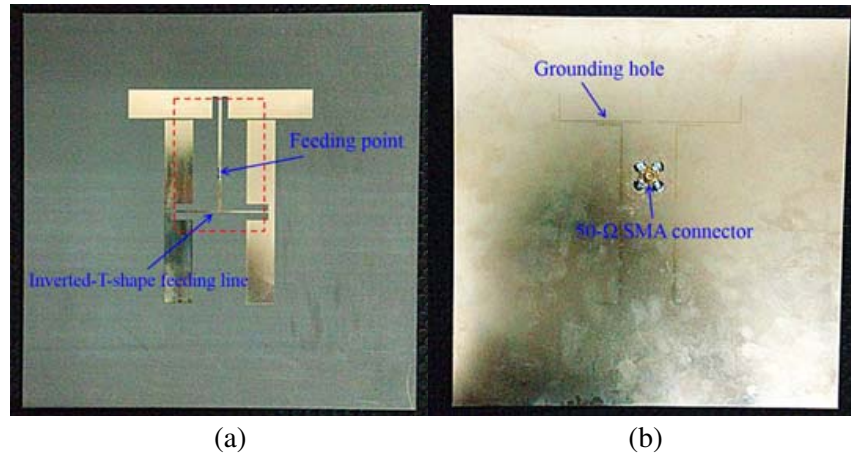 Feeding point
Inverted-T-shape feeding line
Grounding hole
50-Ω SMA connector
(a)
(b)